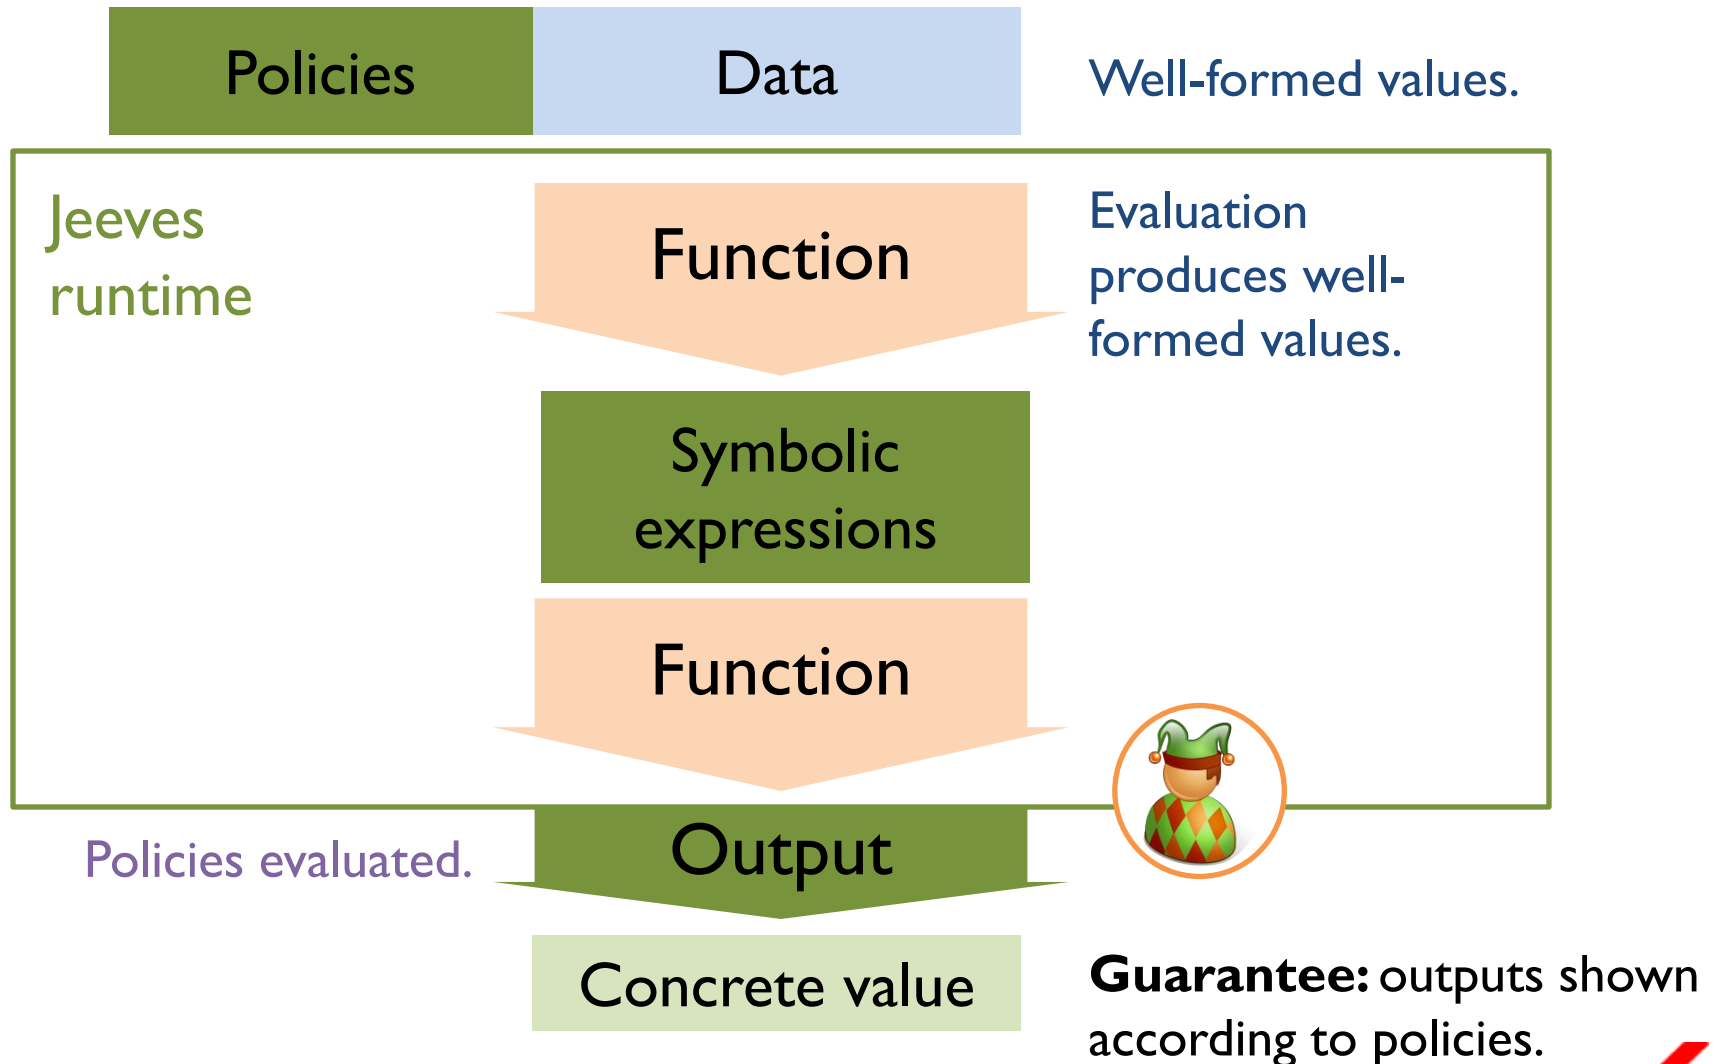 Policies
Data
Well-formed values.
Jeeves
runtime
Function
Evaluation
produces well-
formed values.
Symbolic
expressions
Function
Policies evaluated.
Output
Concrete value
Guarantee: outputs shown
according to policies.